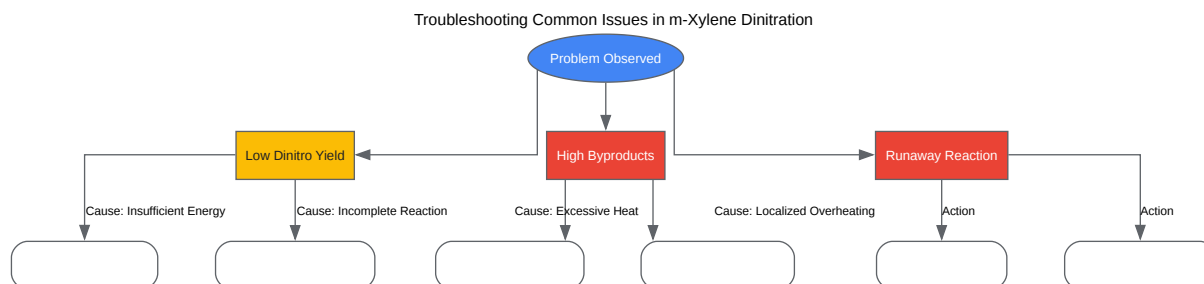 Troubleshooting Common Issues in m-Xylene Dinitration
Problem Observed
Low Dinitro Yield
High Byproducts
Runaway Reaction
Cause: Insufficient Energy
Cause: Incomplete Reaction
Cause: Excessive Heat
Cause: Localized Overheating
Action
Action